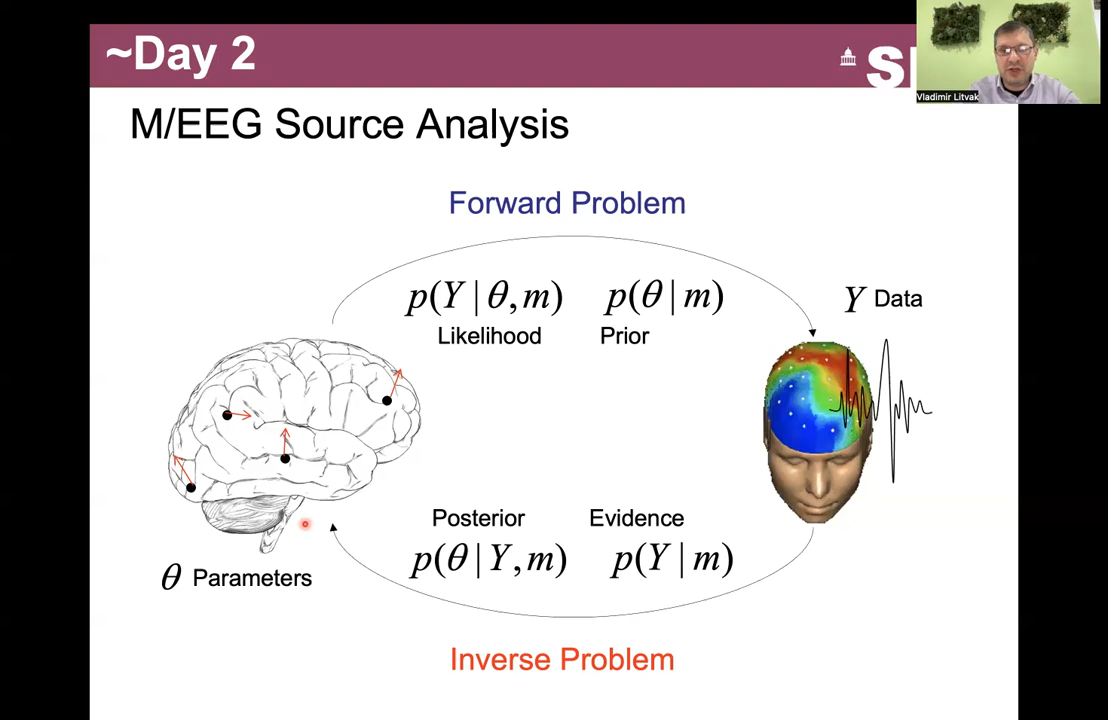 ~Day 2
Vladimir Litvak
M/EEG Source Analysis
Forward Problem
p(Y | θ, m) p(θ | m)
Likelihood Prior
Y Data
Posterior Evidence
p(θ | Y, m) p(Y | m)
θ Parameters
Inverse Problem